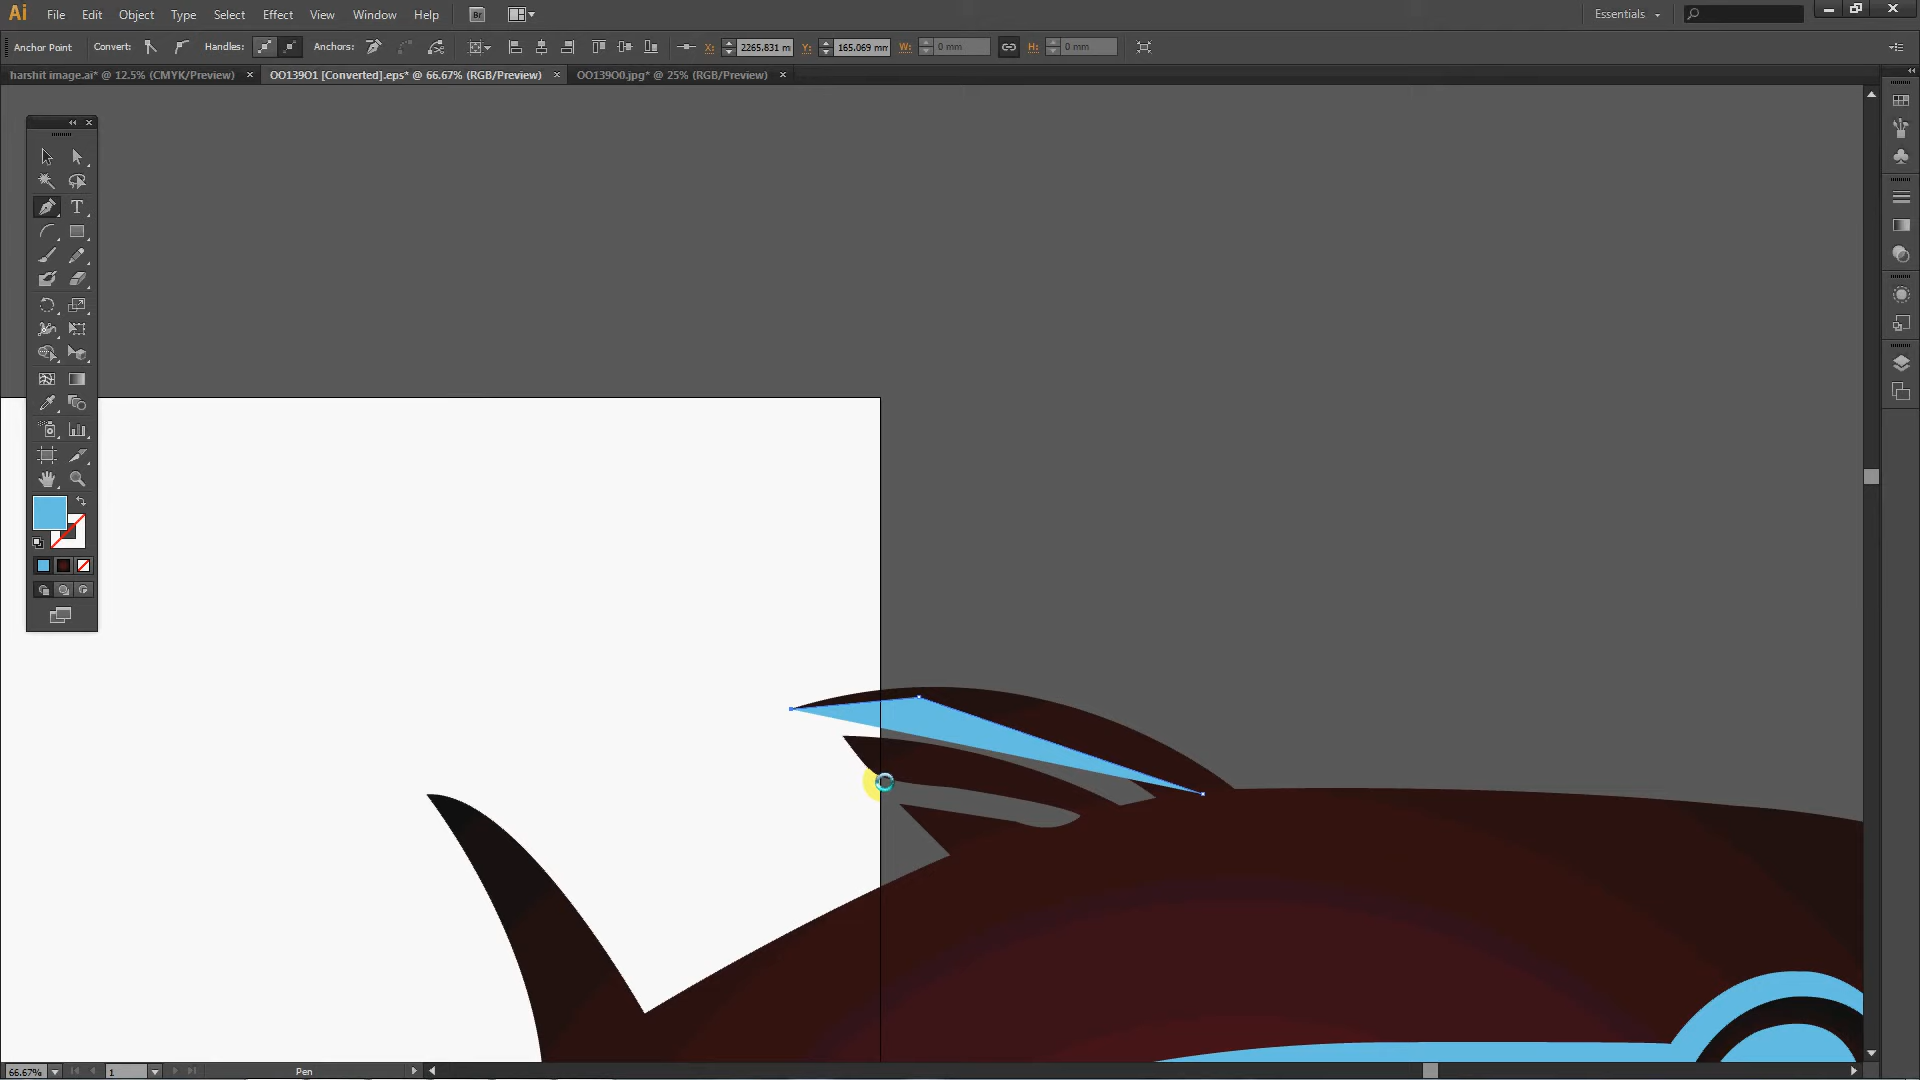 Ai File Edit Object Type Select Effect View Window Help Br Essentials
Anchor Point Convert: Handles: Anchors: X: 2265.831 m Y: 165.069 mm W: 0 mm H: 0 mm
harshit image.ai* @ 12.5% (CMYK/Preview) × OO139O1 [Converted].eps* @ 66.67% (RGB/Preview) × OO139O0.jpg* @ 25% (RGB/Preview) ×
T
66.67% 1 Pen